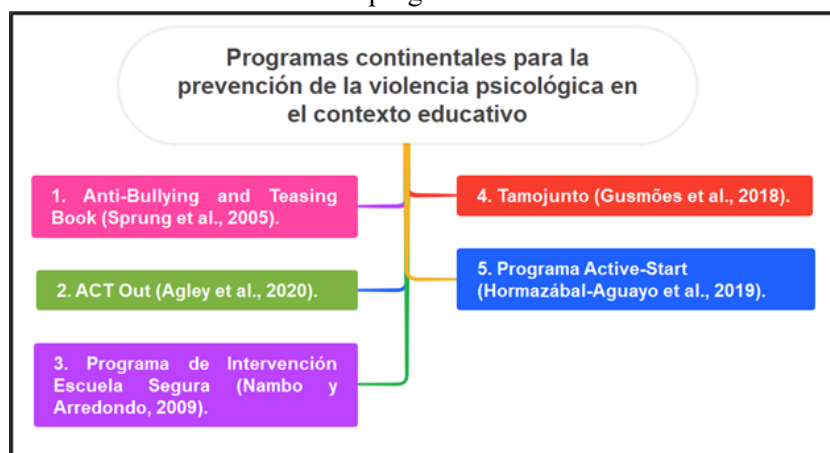 Programas continentales para la
prevención de la violencia psicológica en
el contexto educativo
1. Anti-Bullying and Teasing
Book (Sprung et al., 2005).
2. ACT Out (Agley et al., 2020).
3. Programa de Intervención
Escuela Segura (Nambo y
Arredondo, 2009).
4. Tamojunto (Gusmões et al., 2018).
5. Programa Active-Start
(Hormazábal-Aguayo et al., 2019).